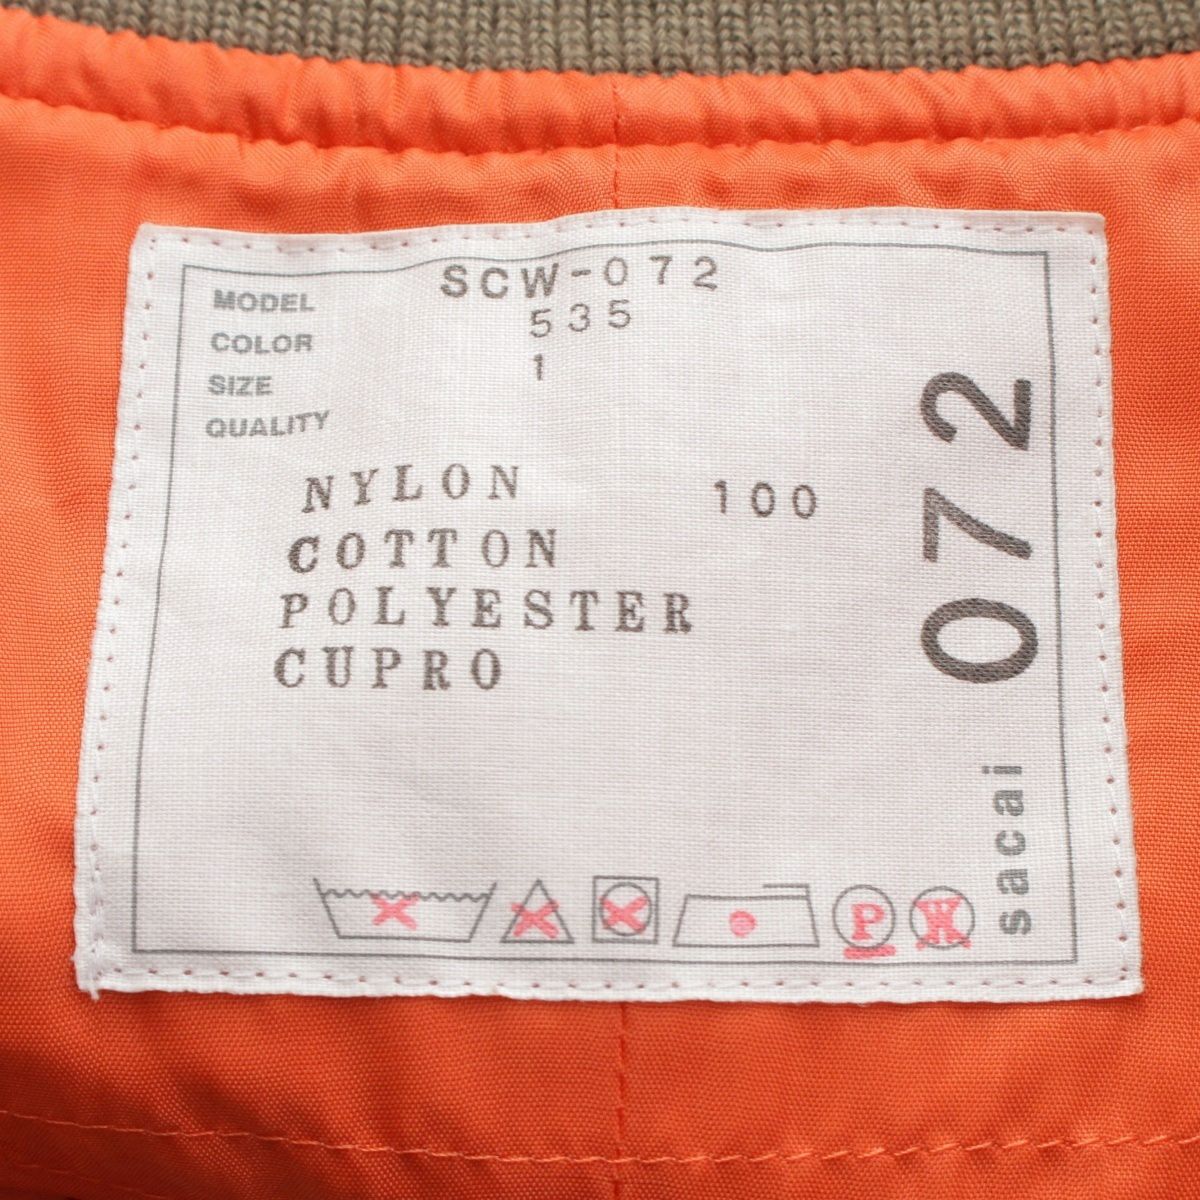 MODEL SCW-072
COLOR 535
SIZE 1
QUALITY
NYLON 100
COTTON
POLYESTER
CUPRO
P W
sacai 072